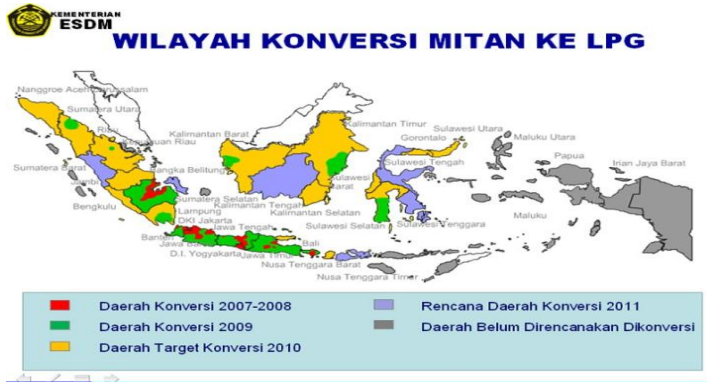 KEMENTERIAN
ESDM
WILAYAH KONVERSI MITAN KE LPG
Nanggroe Aceh Darussalam
Sumatera Utara
Riau
Kepulauan Riau
Kalimantan Barat
Kalimantan Timur
Sulawesi Utara
Gorontalo
Maluku Utara
Sumatera Barat
Bangka Belitung
Sulawesi Tengah
Papua
Irian Jaya Barat
Jambi
Sulawesi
Barat
Sumatera Selatan
Kalimantan Tengah
Bengkulu
Lampung
Kalimantan Selatan
DKI Jakarta
Maluku
Banten
Jawa Tengah
Sulawesi Selatan
Sulawesi Tenggara
Jawa Barat
Bali
D.I. Yogyakarta
Jawa Timur
Nusa Tenggara Barat
Nusa Tenggara Timur
Daerah Konversi 2007-2008
Daerah Konversi 2009
Daerah Target Konversi 2010
Rencana Daerah Konversi 2011
Daerah Belum Direncanakan Dikonversi